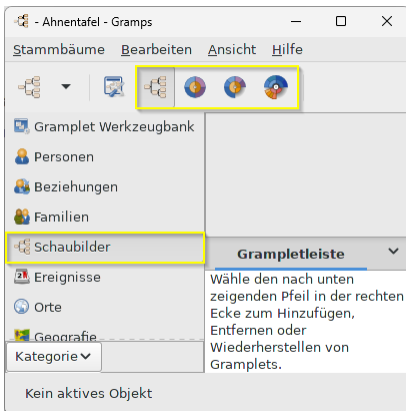 - Ahnentafel - Gramps
Stammbäume Bearbeiten Ansicht Hilfe
Gramplet Werkzeugbank
Personen
Beziehungen
Familien
Schaubilder
Ereignisse
Orte
Geografie
Kategorie
Grampletleiste
Wähle den nach unten
zeigenden Pfeil in der rechten
Ecke zum Hinzufügen,
Entfernen oder
Wiederherstellen von
Gramplets.
Kein aktives Objekt